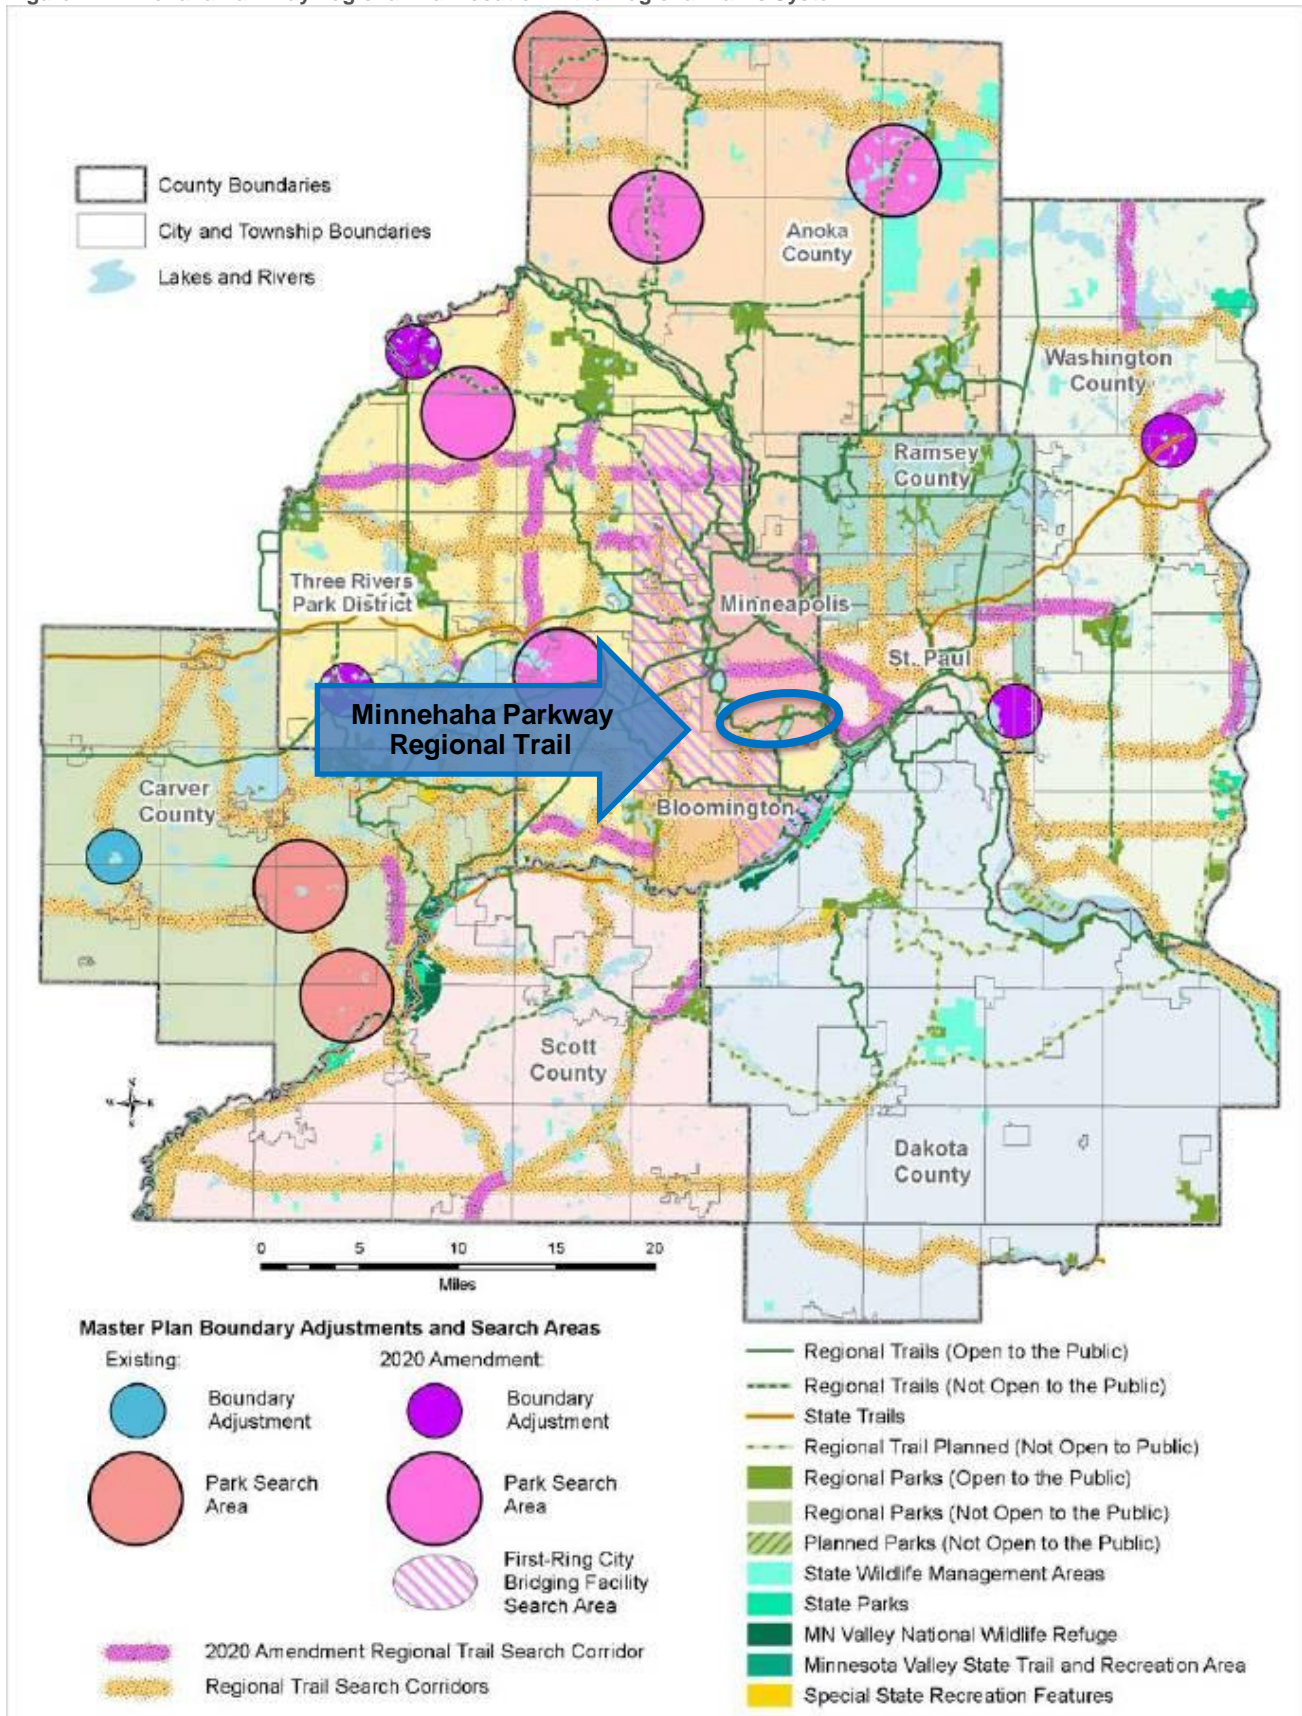 County Boundaries
City and Township Boundaries
Lakes and Rivers
Anoka
County
Washington
County
Ramsey
County
Three Rivers
Park District
Minneapolis
St. Paul
Minnehaha Parkway
Regional Trail
Carver
County
Bloomington
Scott
County
Dakota
County
0 5 10 15 20
Miles
Master Plan Boundary Adjustments and Search Areas
Existing:
Boundary
Adjustment
Park Search
Area
2020 Amendment:
Boundary
Adjustment
Park Search
Area
First-Ring City
Bridging Facility
Search Area
2020 Amendment Regional Trail Search Corridor
Regional Trail Search Corridors
Regional Trails (Open to the Public)
Regional Trails (Not Open to the Public)
State Trails
Regional Trail Planned (Not Open to Public)
Regional Parks (Open to the Public)
Regional Parks (Not Open to the Public)
Planned Parks (Not Open to the Public)
State Wildlife Management Areas
State Parks
MN Valley National Wildlife Refuge
Minnesota Valley State Trail and Recreation Area
Special State Recreation Features